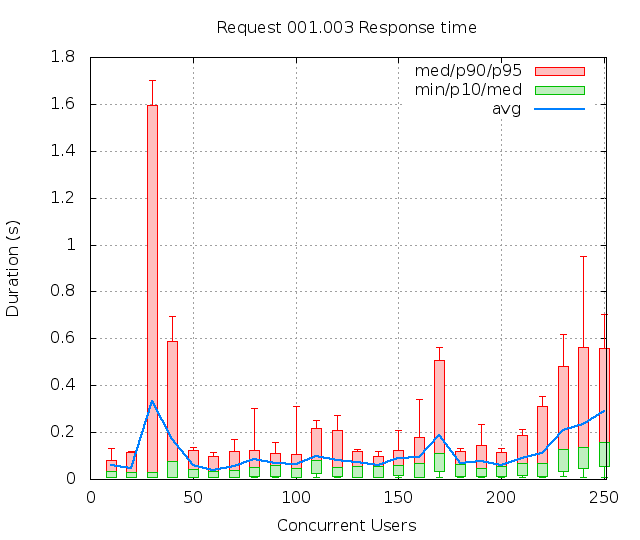 Request 001.003 Response time
med/p90/p95
min/p10/med
avg
Duration (s)
1.8
1.6
1.4
1.2
1
0.8
0.6
0.4
0.2
0
0 50 100 150 200 250
Concurrent Users